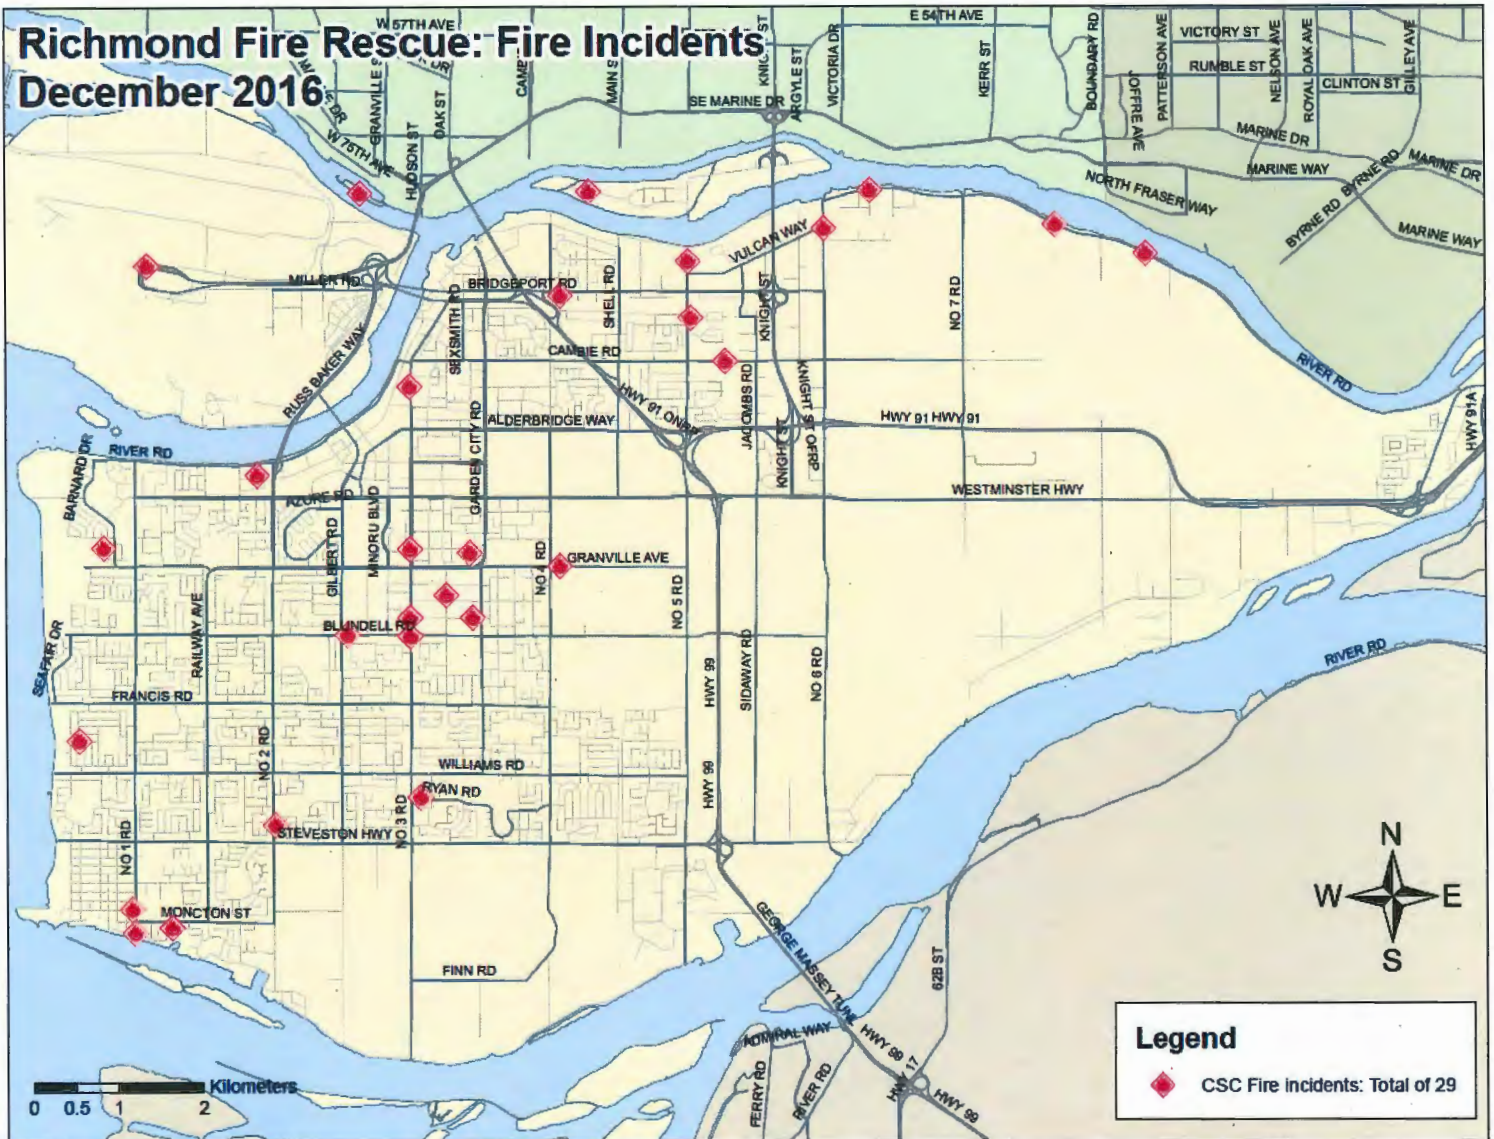 Richmond Fire Rescue: Fire Incidents
December 2016
W 57TH AVE
E 54TH AVE
KNIGHT ST
ARGYLE ST
VICTORIA DR
KERR ST
BOUNDARY RD
JOFFRE AVE
PATTERSON AVE
VICTORY ST
RUMBLE ST
NELSON AVE
ROYAL OAK AVE
CLINTON ST
GILLEY AVE
OAK ST
HUDSON ST
W 75TH AVE
SE MARINE DR
MARINE DR
MARINE WAY
BYRNE RD
BYRNE RD
MARINE DR
MARINE WAY
NORTH FRASER WAY
VULCAN WAY
MILLER RD
BRIDGEPORT RD
SEXSMITH RD
SHELL RD
KNIGHT ST
NO 7 RD
RUSS BAKER WAY
CAMBIE RD
HWY 91 ONRP
JACOMBS RD
KNIGHT ST OFRP
KNIGHT ST
RIVER RD
HWY 91A
ALDERBRIDGE WAY
GARDEN CITY RD
HWY 91 HWY 91
BARNARD DR
RIVER RD
AZURE RD
GILBERT RD
MINORU BLVD
WESTMINSTER HWY
NO 4 RD
GRANVILLE AVE
NO 5 RD
RAILWAY AVE
BLUNDELL RD
SEAFAIR DR
FRANCIS RD
HWY 99
SIDAWAY RD
NO 6 RD
RIVER RD
NO 2 RD
WILLIAMS RD
HWY 99
RYAN RD
NO 3 RD
STEVESTON HWY
NO 1 RD
MONCTON ST
FINN RD
GEORGE MASSEY TUNL
62B ST
ADMIRAL WAY
HWY 99
HWY 17
HWY 99
FERRY RD
RIVER RD
N
W E
S
Legend
CSC Fire incidents: Total of 29
Kilometers
0 0.5 1 2